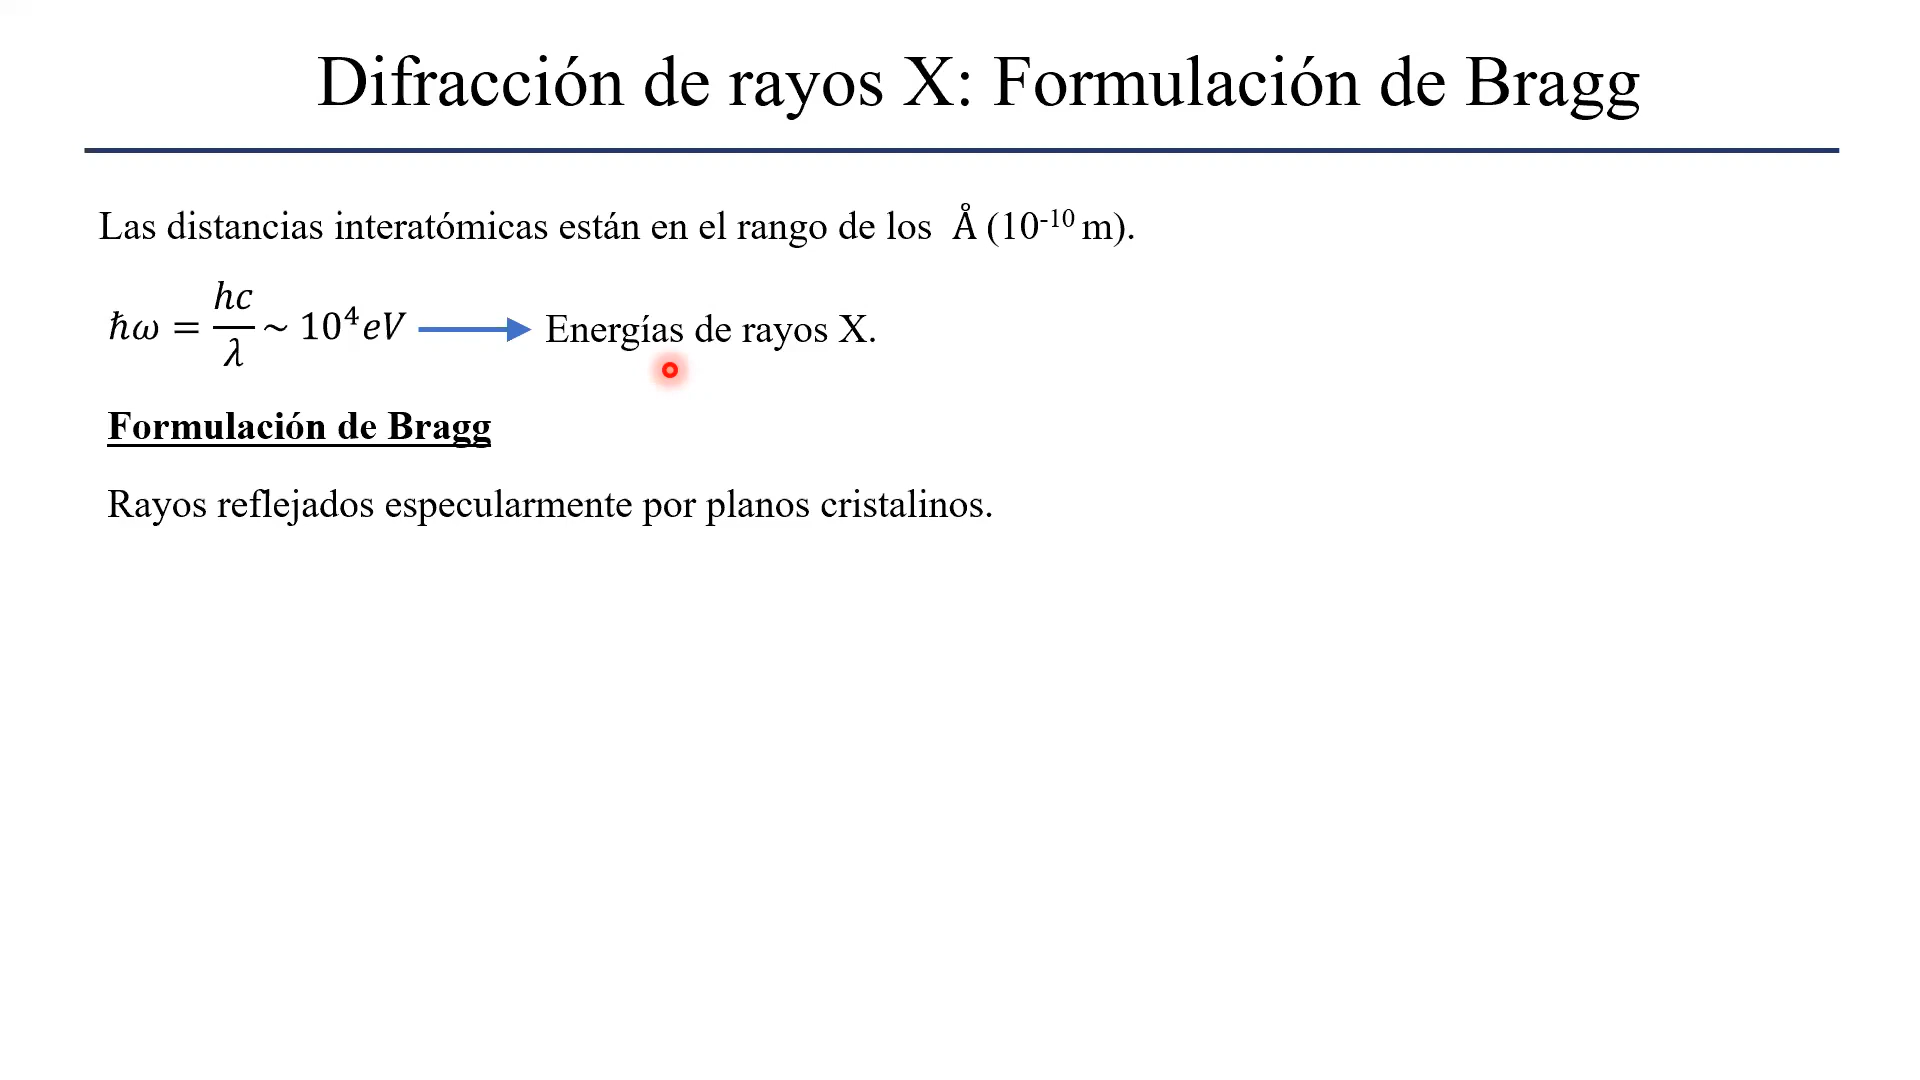 Difracción de rayos X: Formulación de Bragg
Las distancias interatómicas están en el rango de los Å (10⁻¹⁰ m).
ℏω = hc/λ ~ 10⁴eV → Energías de rayos X.
Formulación de Bragg
Rayos reflejados especularmente por planos cristalinos.